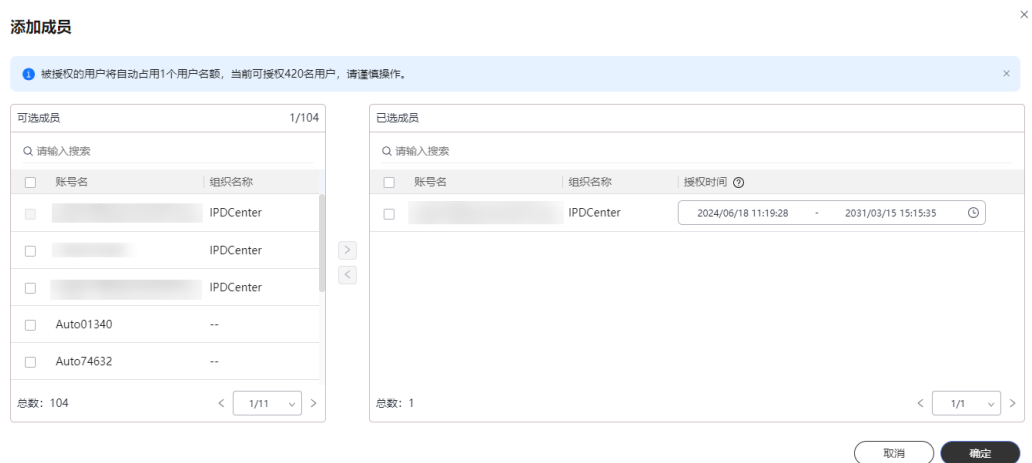 添加成员
被授权的用户将自动占用1个用户名额，当前可授权420名用户，请谨慎操作。
可选成员 1/104
请输入搜索
账号名 组织名称
IPDCenter
IPDCenter
IPDCenter
Auto01340 --
Auto74632 --
总数：104 < 1/11 >
> 
<
已选成员
请输入搜索
账号名 组织名称 授权时间
IPDCenter 2024/06/18 11:19:28 - 2031/03/15 15:15:35
总数：1 < 1/1 >
取消 确定